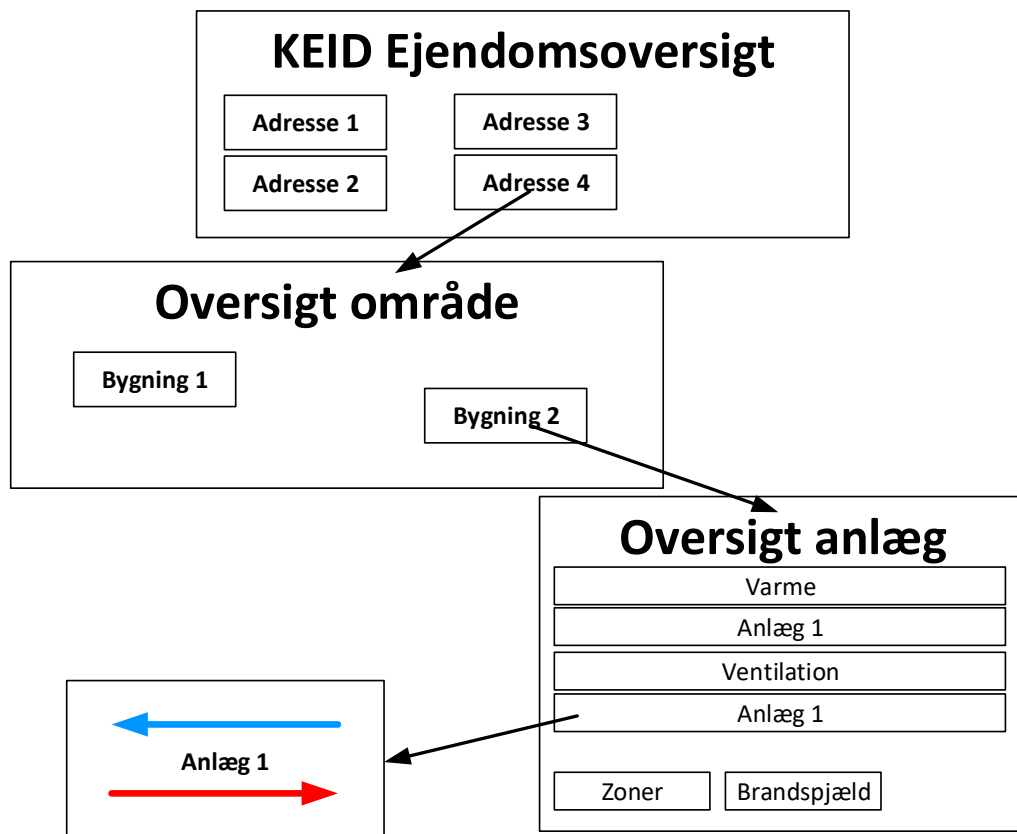 KEID Ejendomsoversigt
Adresse 1
Adresse 3
Adresse 2
Adresse 4
Oversigt område
Bygning 1
Bygning 2
Oversigt anlæg
Varme
Anlæg 1
Ventilation
Anlæg 1
Zoner
Brandspjæld
Anlæg 1